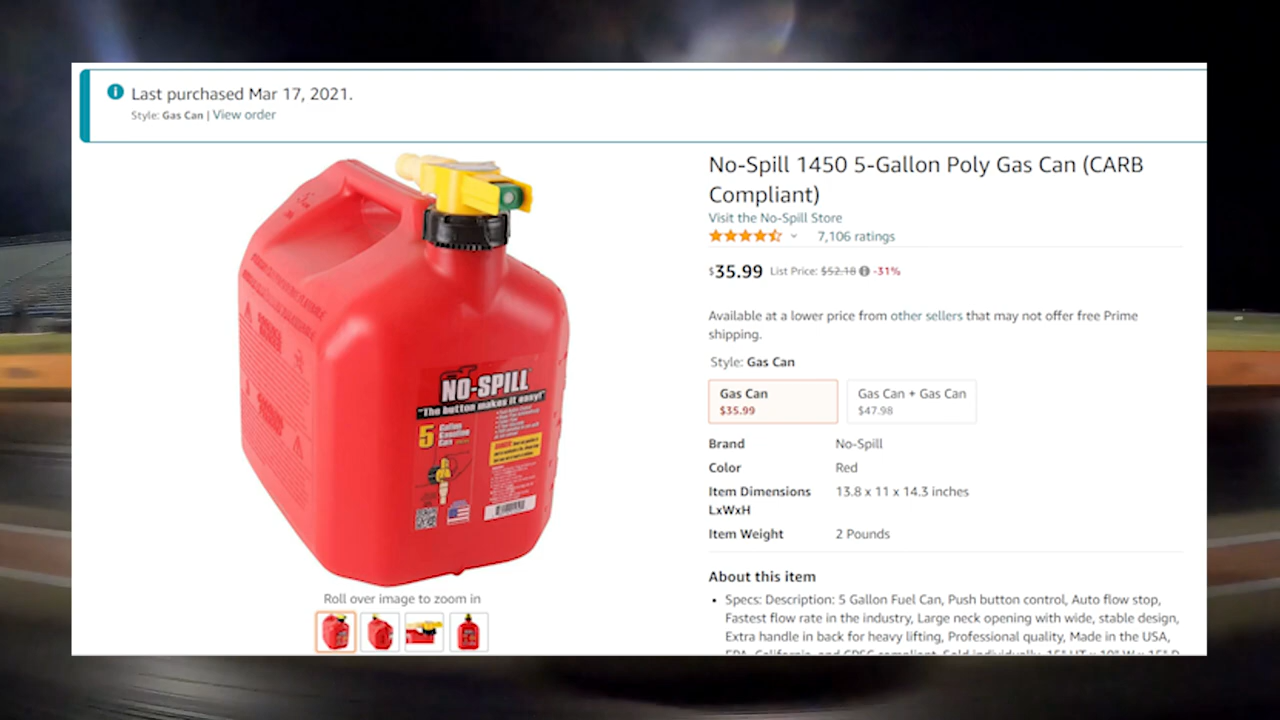 Last purchased Mar 17, 2021.
Style: Gas Can | View order
No-Spill 1450 5-Gallon Poly Gas Can (CARB
Compliant)
Visit the No-Spill Store
7,106 ratings
$35.99 List Price: $52.18 -31%
Available at a lower price from other sellers that may not offer free Prime
shipping.
Style: Gas Can
Gas Can
$35.99
Gas Can + Gas Can
$47.98
Brand No-Spill
Color Red
Item Dimensions 13.8 x 11 x 14.3 inches
LxWxH
Item Weight 2 Pounds
About this item
• Specs: Description: 5 Gallon Fuel Can, Push button control, Auto flow stop,
Fastest flow rate in the industry, Large neck opening with wide, stable design,
Extra handle in back for heavy lifting, Professional quality, Made in the USA,
NO-SPILL
"The button makes it easy!"
5 Gallon
Gasoline
Can
Roll over image to zoom in